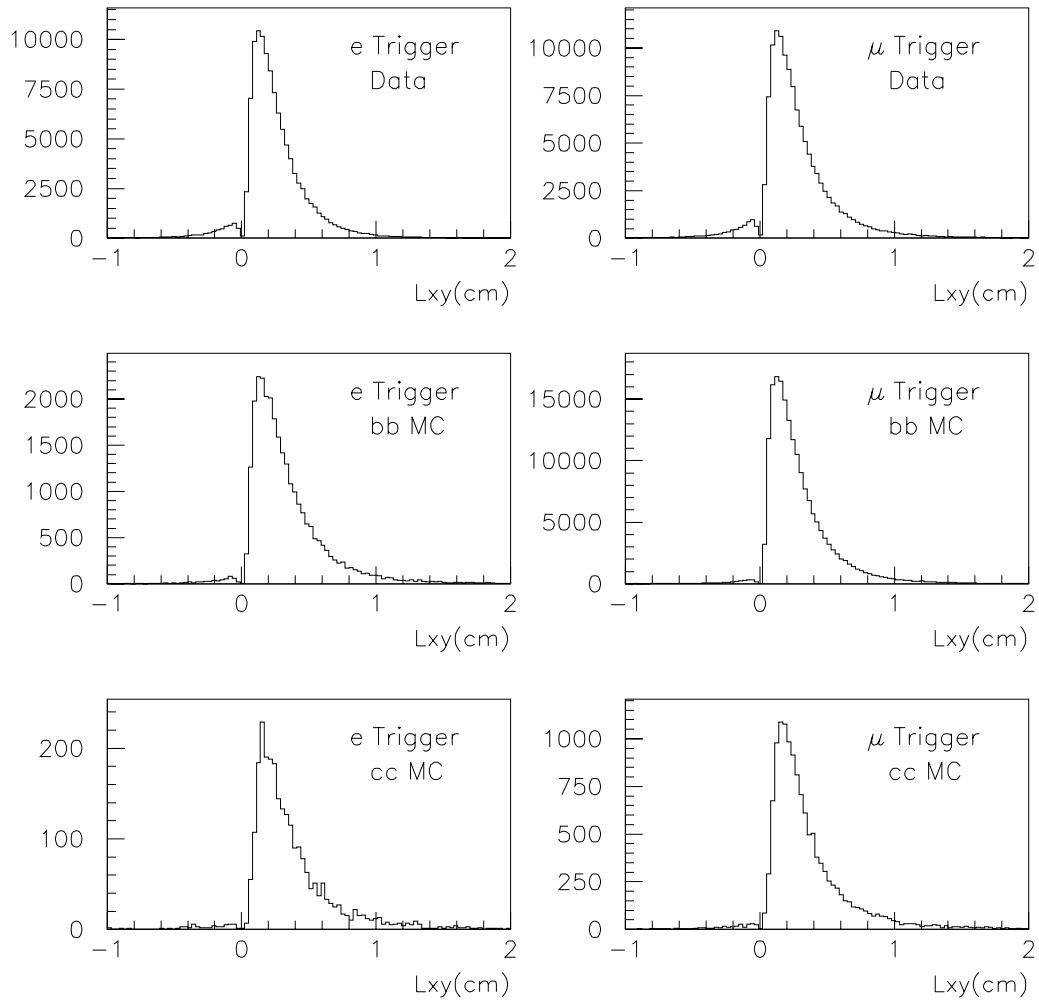 10000
7500
5000
2500
0
e Trigger
Data
−1
0
1
2
Lxy(cm)
10000
7500
5000
2500
0
μ Trigger
Data
−1
0
1
2
Lxy(cm)
2000
1500
1000
500
0
e Trigger
bb MC
−1
0
1
2
Lxy(cm)
15000
10000
5000
0
μ Trigger
bb MC
−1
0
1
2
Lxy(cm)
200
100
0
e Trigger
cc MC
−1
0
1
2
Lxy(cm)
1000
750
500
250
0
μ Trigger
cc MC
−1
0
1
2
Lxy(cm)